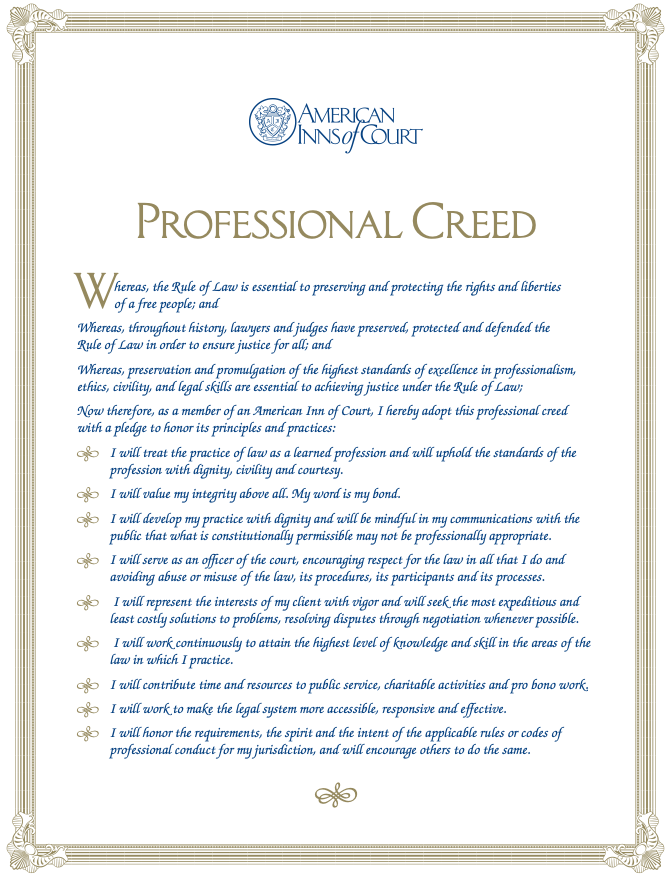 AMERICAN
INNS of COURT
PROFESSIONAL CREED
Whereas, the Rule of Law is essential to preserving and protecting the rights and liberties
of a free people; and
Whereas, throughout history, lawyers and judges have preserved, protected and defended the
Rule of Law in order to ensure justice for all; and
Whereas, preservation and promulgation of the highest standards of excellence in professionalism,
ethics, civility, and legal skills are essential to achieving justice under the Rule of Law;
Now therefore, as a member of an American Inn of Court, I hereby adopt this professional creed
with a pledge to honor its principles and practices:
I will treat the practice of law as a learned profession and will uphold the standards of the
profession with dignity, civility and courtesy.
I will value my integrity above all. My word is my bond.
I will develop my practice with dignity and will be mindful in my communications with the
public that what is constitutionally permissible may not be professionally appropriate.
I will serve as an officer of the court, encouraging respect for the law in all that I do and
avoiding abuse or misuse of the law, its procedures, its participants and its processes.
I will represent the interests of my client with vigor and will seek the most expeditious and
least costly solutions to problems, resolving disputes through negotiation whenever possible.
I will work continuously to attain the highest level of knowledge and skill in the areas of the
law in which I practice.
I will contribute time and resources to public service, charitable activities and pro bono work.
I will work to make the legal system more accessible, responsive and effective.
I will honor the requirements, the spirit and the intent of the applicable rules or codes of
professional conduct for my jurisdiction, and will encourage others to do the same.